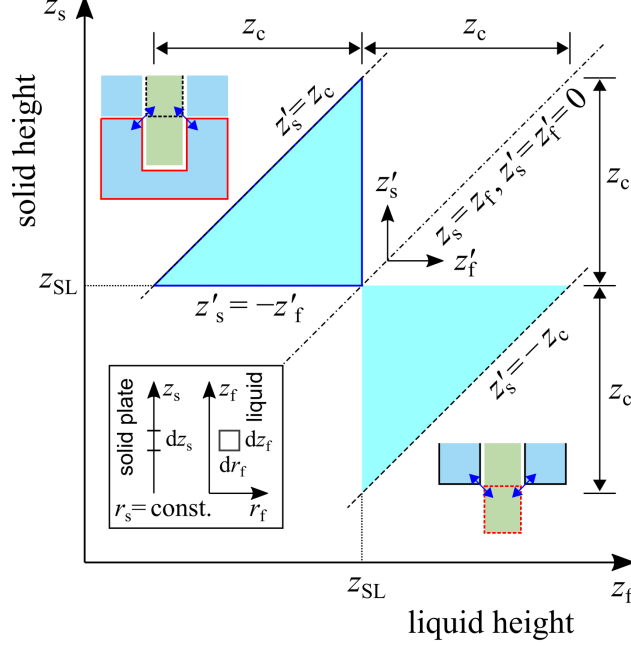 z_s
solid height
z_c
z_c
z′_s = z_c
z_s = z_f , z′_s = z′_f = 0
z_c
z′_s
z′_f
z_SL
z′_s = −z′_f
z′_s = − z_c
z_c
solid plate
z_s
dz_s
r_s = const.
z_f
liquid
dz_f
dr_f
r_f
z_SL
z_f
liquid height